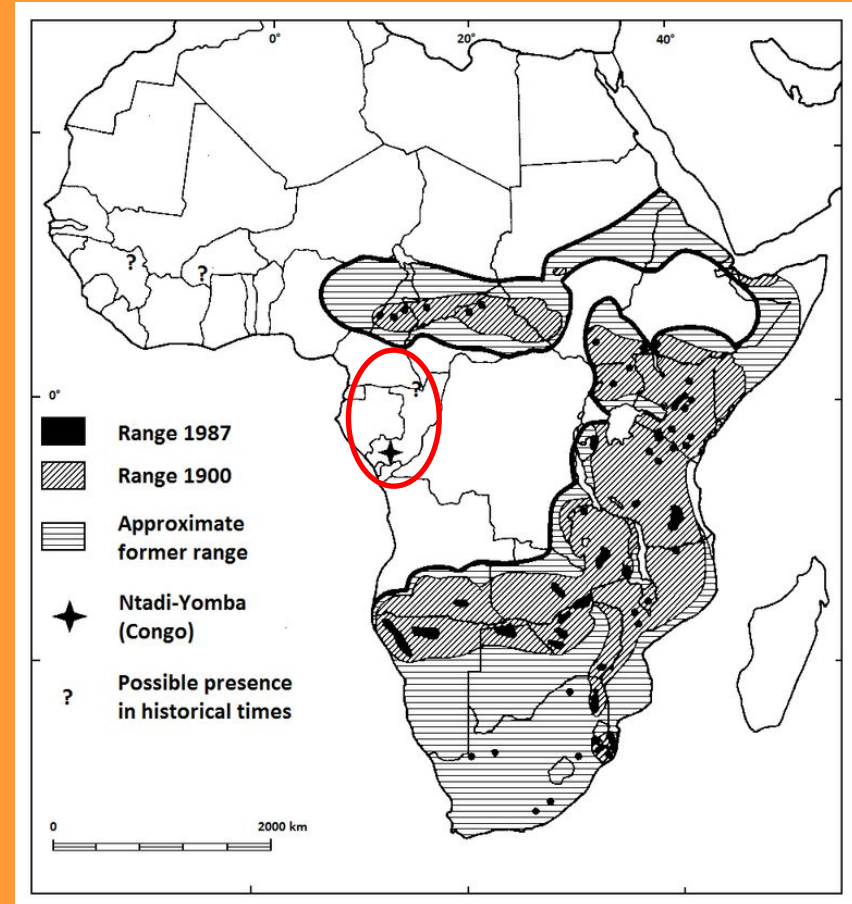 0°
20°
40°
?
?
?
0°
Range 1987
Range 1900
Approximate
former range
Ntadi-Yomba
(Congo)
?
Possible presence
in historical times
0
2000 km